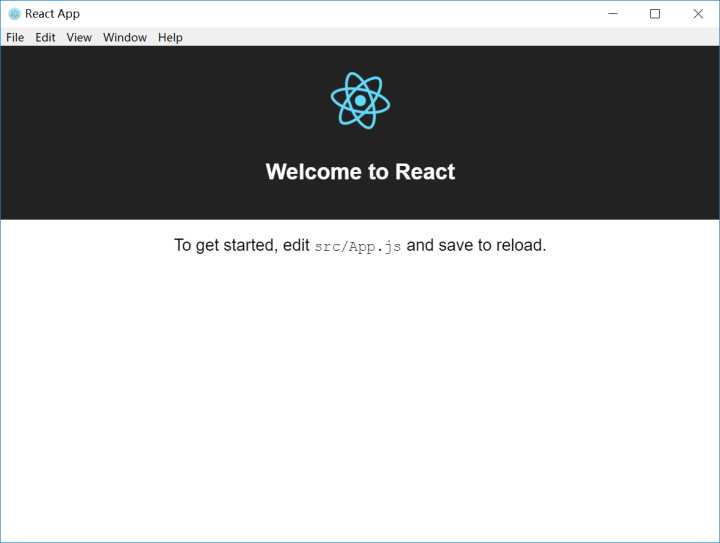 React App
File Edit View Window Help
Welcome to React
To get started, edit src/App.js and save to reload.